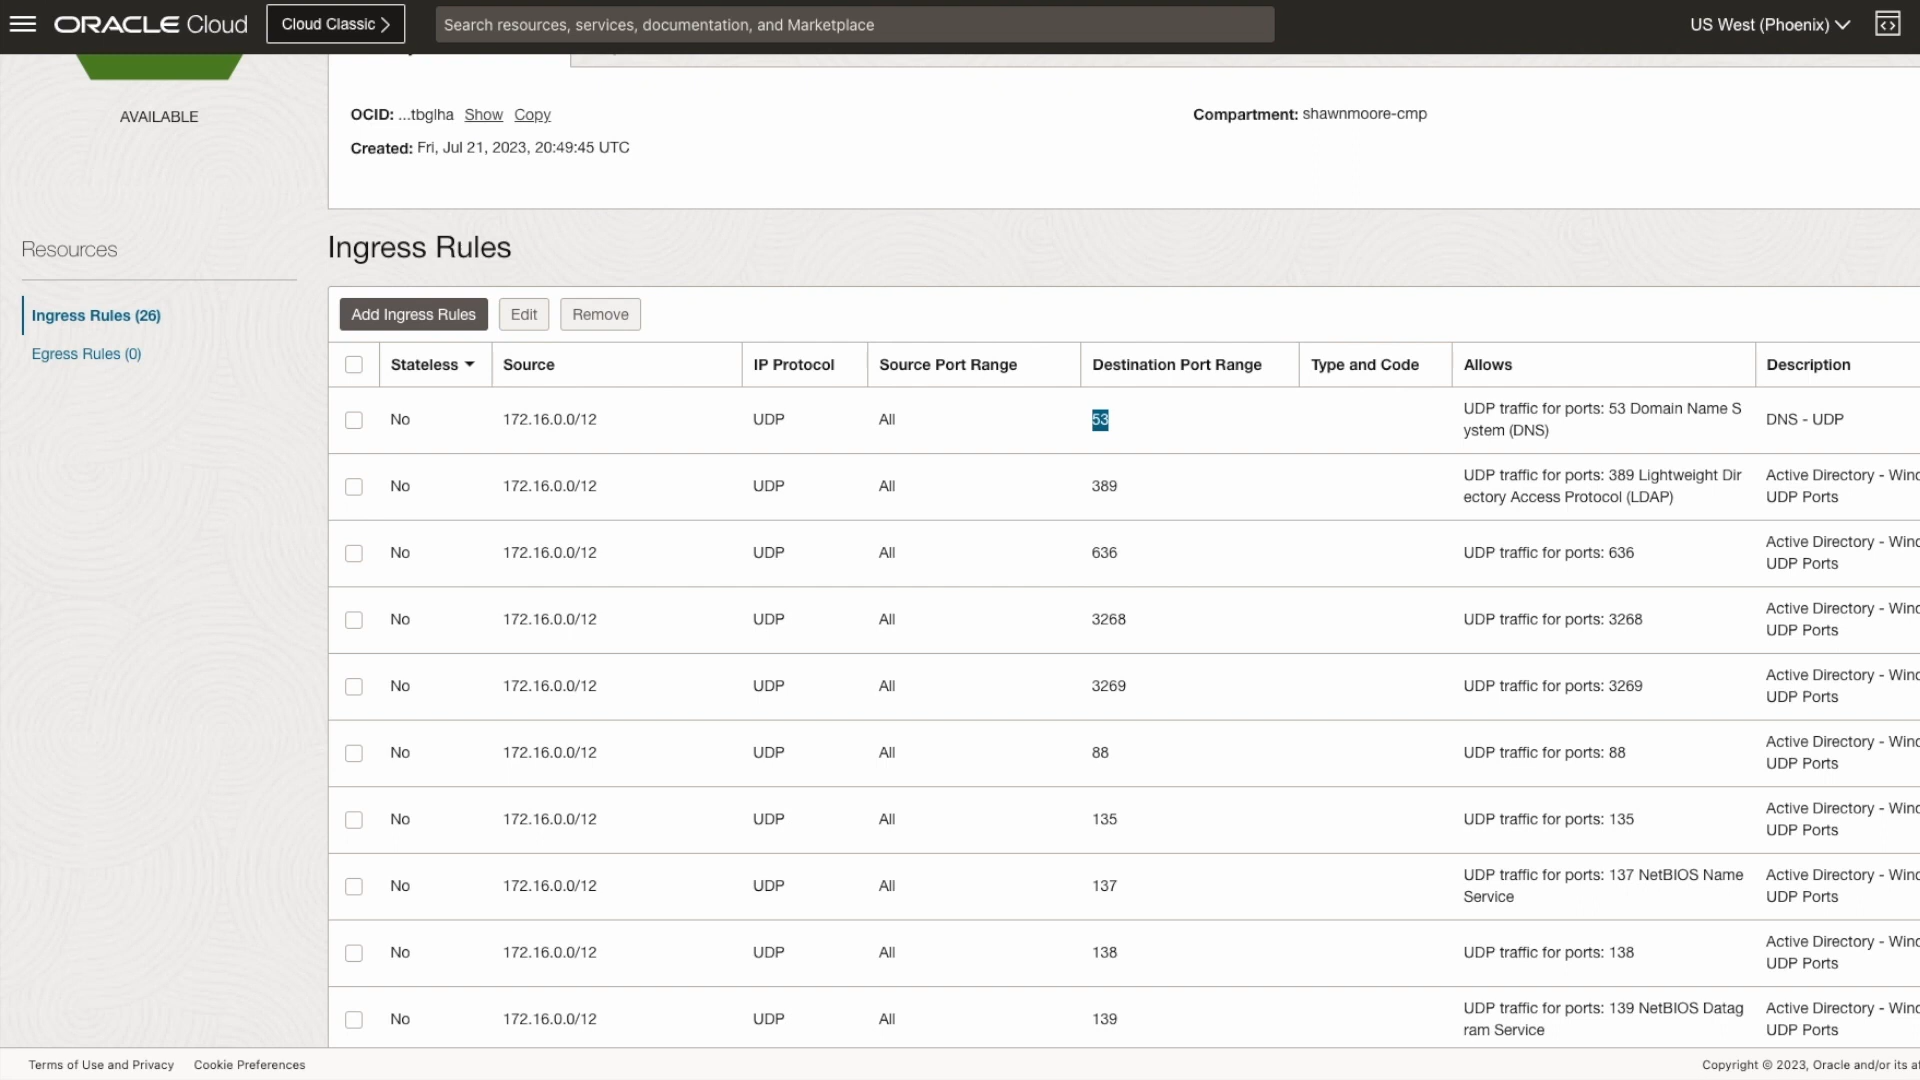 ORACLE Cloud
Cloud Classic
Search resources, services, documentation, and Marketplace
US West (Phoenix)
AVAILABLE
OCID: ...tbglha Show Copy
Compartment: shawnmoore-cmp
Created: Fri, Jul 21, 2023, 20:49:45 UTC
Resources
Ingress Rules (26)
Egress Rules (0)
Ingress Rules
Add Ingress Rules Edit Remove
Stateless Source IP Protocol Source Port Range Destination Port Range Type and Code Allows Description
No 172.16.0.0/12 UDP All 53 UDP traffic for ports: 53 Domain Name S DNS - UDP
ystem (DNS)
No 172.16.0.0/12 UDP All 389 UDP traffic for ports: 389 Lightweight Dir Active Directory - Winc
ectory Access Protocol (LDAP) UDP Ports
No 172.16.0.0/12 UDP All 636 UDP traffic for ports: 636 Active Directory - Winc
UDP Ports
No 172.16.0.0/12 UDP All 3268 UDP traffic for ports: 3268 Active Directory - Winc
UDP Ports
No 172.16.0.0/12 UDP All 3269 UDP traffic for ports: 3269 Active Directory - Winc
UDP Ports
No 172.16.0.0/12 UDP All 88 UDP traffic for ports: 88 Active Directory - Winc
UDP Ports
No 172.16.0.0/12 UDP All 135 UDP traffic for ports: 135 Active Directory - Winc
UDP Ports
No 172.16.0.0/12 UDP All 137 UDP traffic for ports: 137 NetBIOS Name Active Directory - Winc
Service UDP Ports
No 172.16.0.0/12 UDP All 138 UDP traffic for ports: 138 Active Directory - Winc
UDP Ports
No 172.16.0.0/12 UDP All 139 UDP traffic for ports: 139 NetBIOS Datag Active Directory - Winc
ram Service UDP Ports
Terms of Use and Privacy Cookie Preferences
Copyright © 2023, Oracle and/or its af